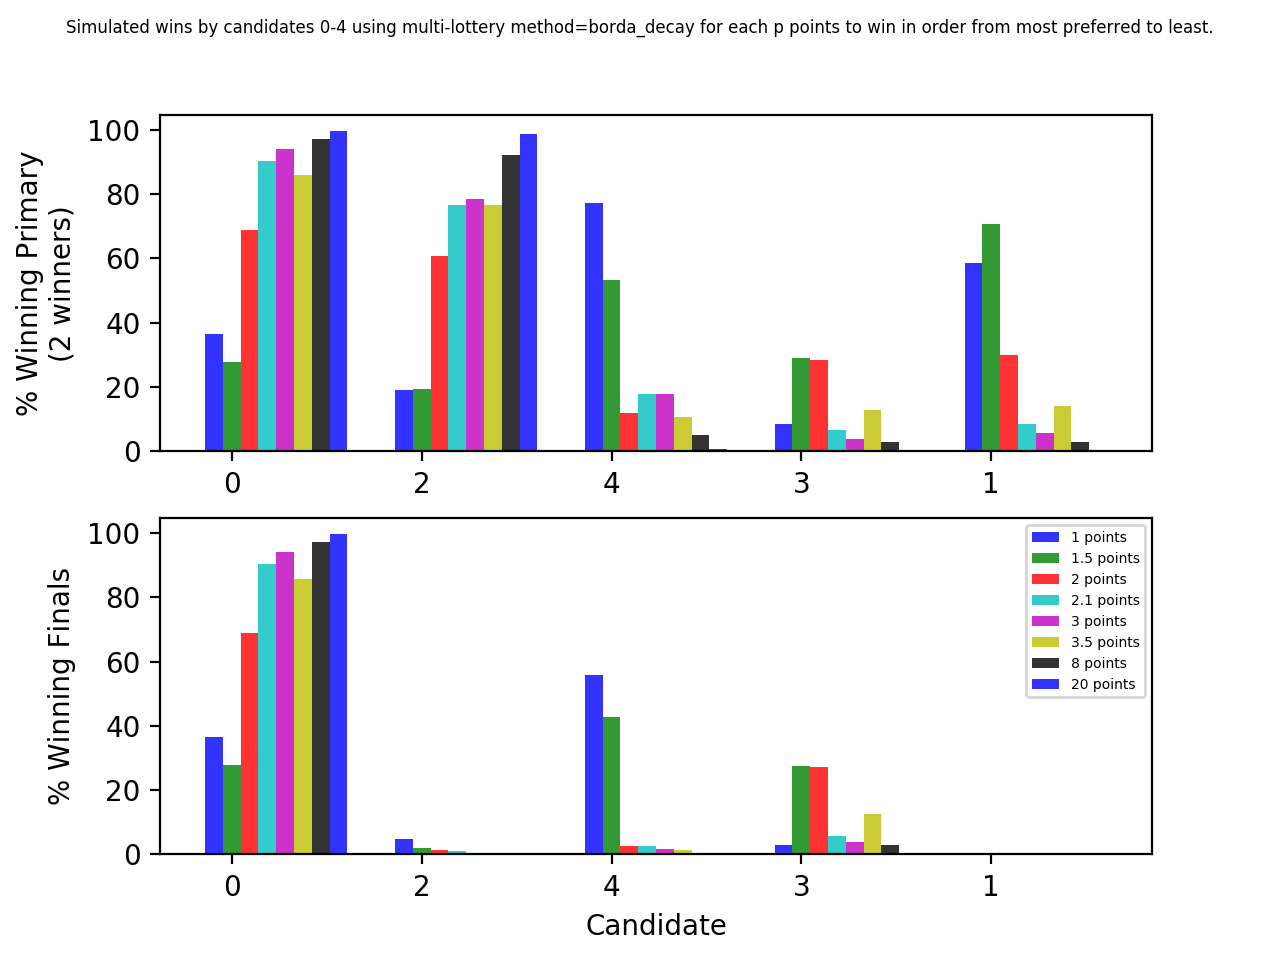 Simulated wins by candidates 0-4 using multi-lottery method=borda_decay for each p points to win in order from most preferred to least.
% Winning Primary
(2 winners)
100
80
60
40
20
0
0 2 4 3 1
% Winning Finals
100
80
60
40
20
0
1 points
1.5 points
2 points
2.1 points
3 points
3.5 points
8 points
20 points
0 2 4 3 1
Candidate